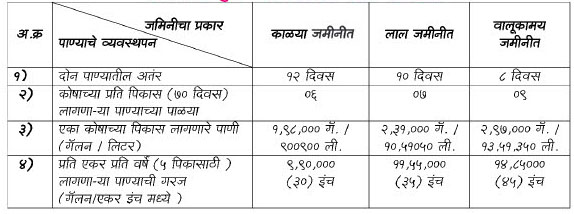 अ.क्र जमिनीचा प्रकार काळया जमीनीत लाल जमीनीत वालूकामय जमीनीत
पाण्याचे व्यवस्थपन
१) दोन पाण्यातील अतंर १२ दिवस १० दिवस ८ दिवस
२) कोषाच्या प्रति पिकास (७० दिवस) ०६ ०७ ०९
लागणा-या पाण्याच्या पाळया
३) एका कोषाच्या पिकास लागणारे पाणी १,९८,००० गॅ. / २,३१,००० गॅ. / २,९७,००० गॅ. /
(गॅलन / लिटर) ९००९०० ली. १०,५१०५० ली. १३,५१,३५० ली.
४) प्रति एकर प्रति वर्षे (५ पिकासाठी ) ९,९०,००० ११,५५,००० १४,८५०००
लागणा-या पाण्याची गरज (३०) इंच (३५) इंच (४५) इंच
(गॅलन/एकर इंच मध्ये )